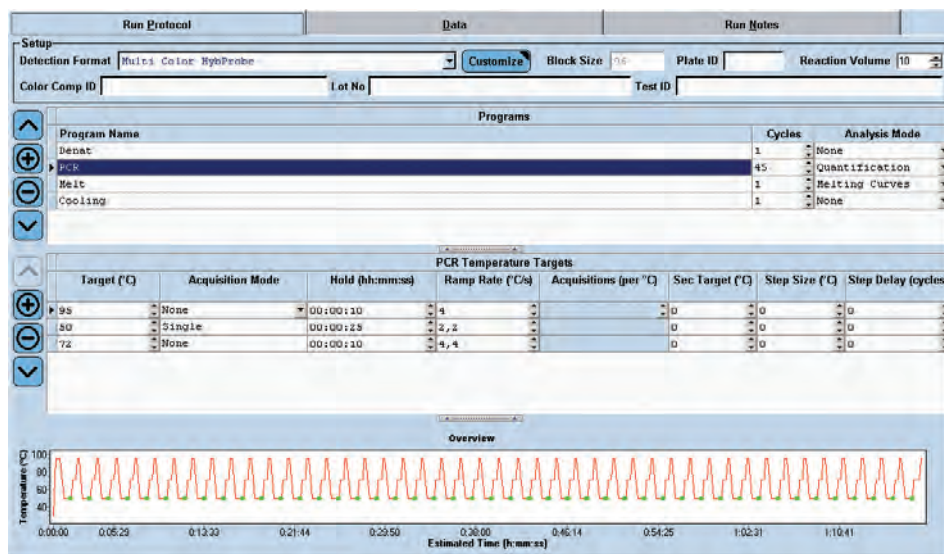 Run Protocol Data Run Notes
Setup
Detection Format Multi Color HybProbe Customize Block Size 96 Plate ID Reaction Volume 10
Color Comp ID Lot No Test ID
Programs
Program Name Cycles Analysis Mode
Denat 1 None
PCR 45 Quantification
Melt 1 Melting Curves
Cooling 1 None
PCR Temperature Targets
Target (°C) Acquisition Mode Hold (hh:mm:ss) Ramp Rate (°C/s) Acquisitions (per °C) Sec Target (°C) Step Size (°C) Step Delay (cycles
95 None 00:00:10 4 0 0 0
50 Single 00:00:25 2,2 0 0 0
72 None 00:00:10 4,4 0 0 0
Overview
Temperature (°C)
100
80
60
40
0:00:00 0:05:23 0:13:33 0:21:44 0:29:50 0:38:00 0:46:14 0:54:25 1:02:31 1:10:41
Estimated Time (h:mm:ss)